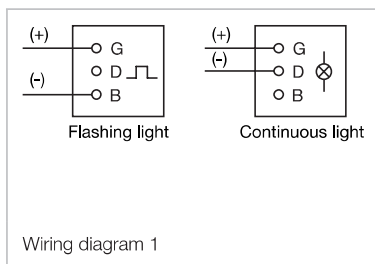 (+)
G
D
(-)
B
Flashing light
(+)
G
(-)
D
B
Continuous light
Wiring diagram 1